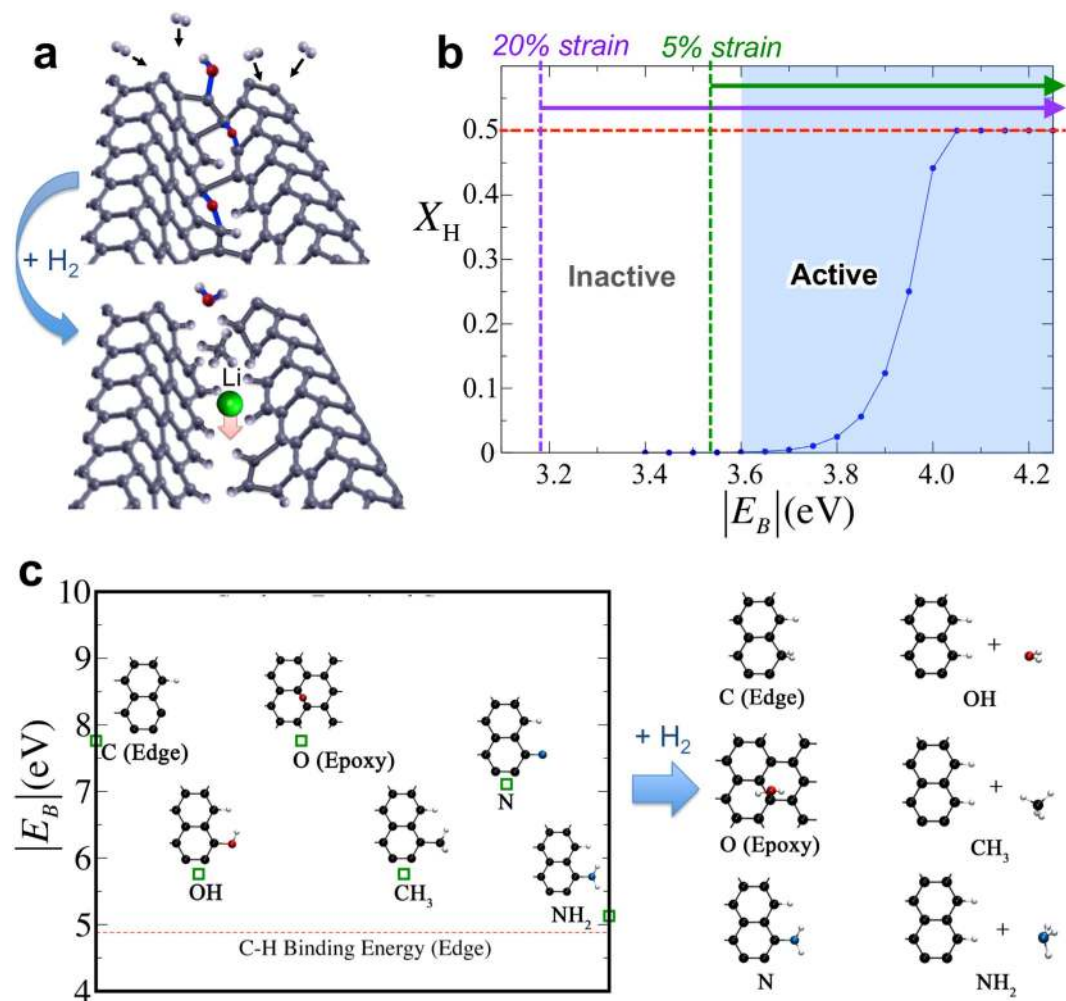 a
+ H2
Li
b
20% strain
5% strain
0.5
0.4
0.3
0.2
0.1
0
XH
Inactive
Active
3.2
3.4
3.6
3.8
4.0
4.2
|EB|(eV)
c
10
9
8
7
6
5
4
|EB|(eV)
C (Edge)
O (Epoxy)
N
OH
CH3
NH2
C-H Binding Energy (Edge)
+ H2
C (Edge)
+
OH
O (Epoxy)
+
CH3
N
+
NH2